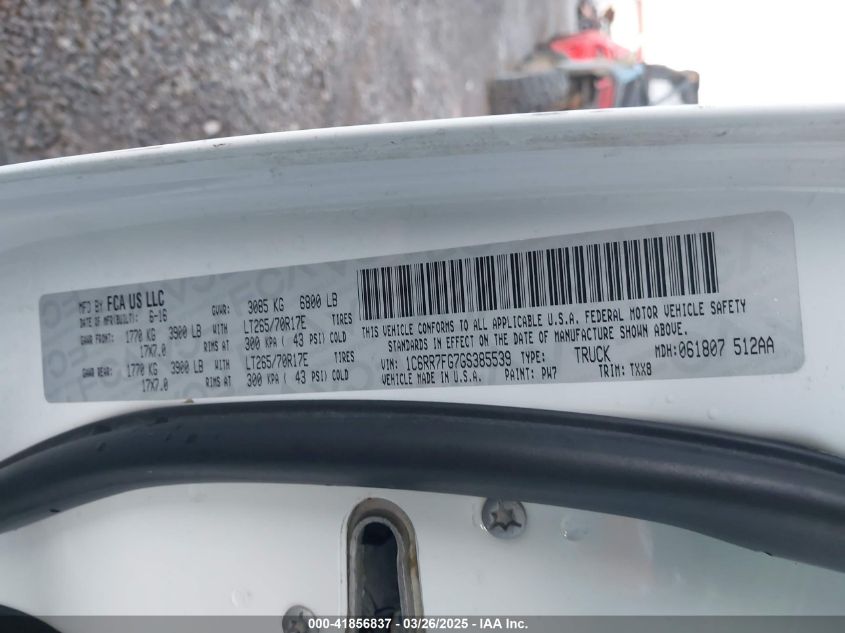 MFD BY FCA US LLC
DATE OF MFR(BUILT): 6-16 GVWR: 3085 KG 6800 LB
GAWR FRONT: 1770 KG 3900 LB WITH LT265/70R17E TIRES
17X7.0 RIMS AT 300 KPA ( 43 PSI) COLD
GAWR REAR: 1770 KG 3900 LB WITH LT265/70R17E TIRES
17X7.0 RIMS AT 300 KPA ( 43 PSI) COLD
THIS VEHICLE CONFORMS TO ALL APPLICABLE U.S.A. FEDERAL MOTOR VEHICLE SAFETY
STANDARDS IN EFFECT ON THE DATE OF MANUFACTURE SHOWN ABOVE.
VIN: 1C6RR7FG7GS385539 TYPE: TRUCK MDH:061807 512AA
VEHICLE MADE IN U.S.A. PAINT: PW7 TRIM: TXX8
000-41856837 - 03/26/2025 - IAA Inc.